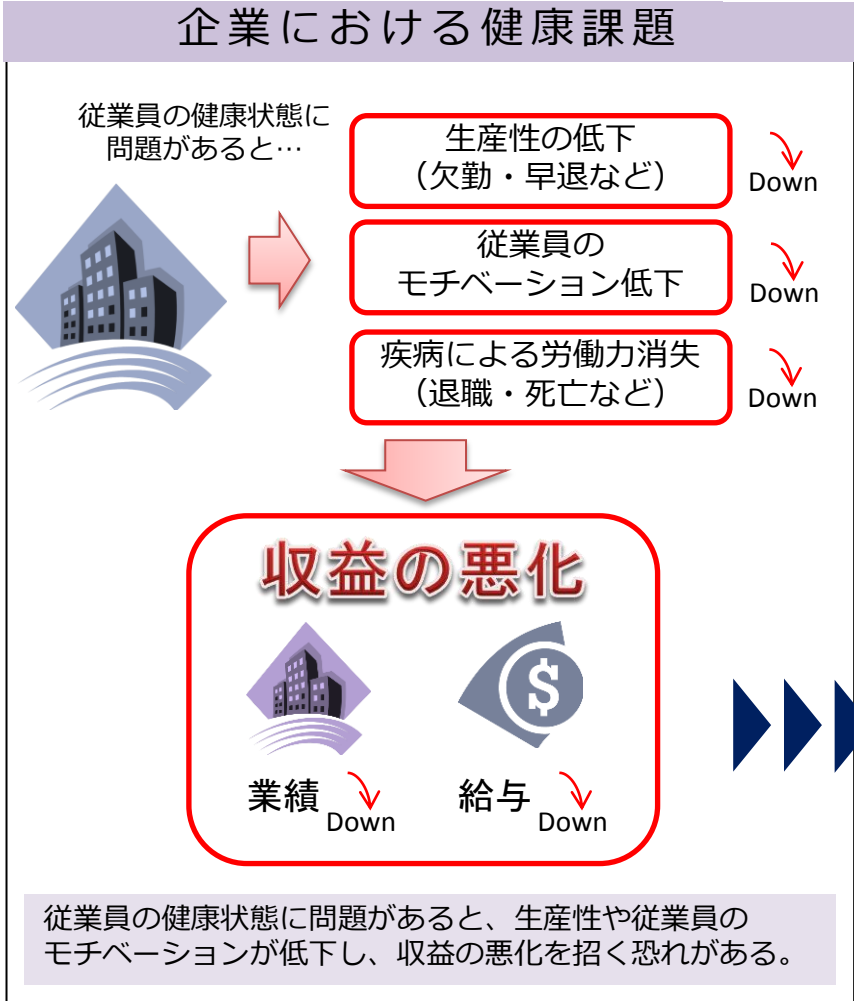 企業における健康課題
従業員の健康状態に
問題があると…
生産性の低下
（欠勤・早退など）
Down
従業員の
モチベーション低下
Down
疾病による労働力消失
（退職・死亡など）
Down
収益の悪化
$
業績
Down
給与
Down
従業員の健康状態に問題があると、生産性や従業員の
モチベーションが低下し、収益の悪化を招く恐れがある。